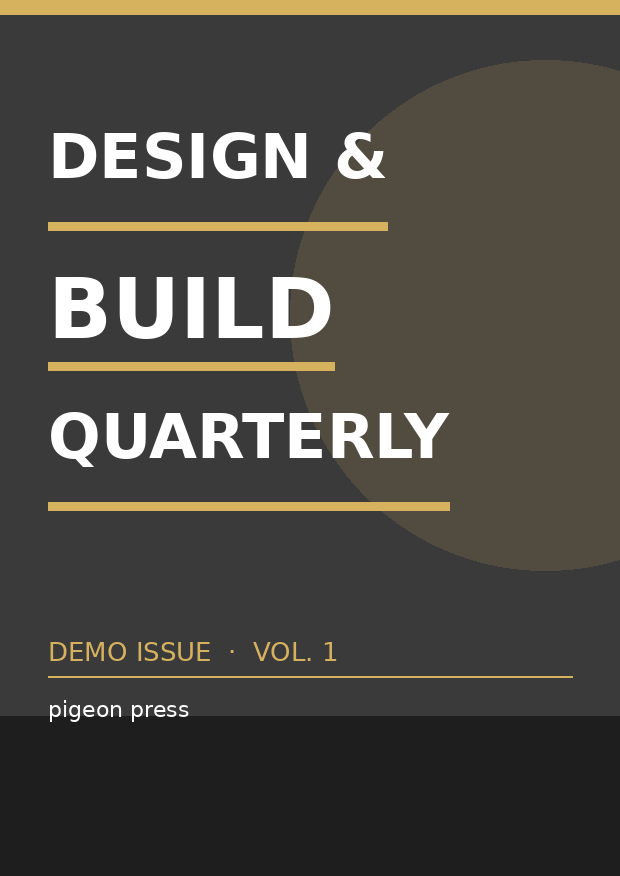 DESIGN &
BUILD
QUARTERLY
DEMO ISSUE · VOL. 1
pigeon press